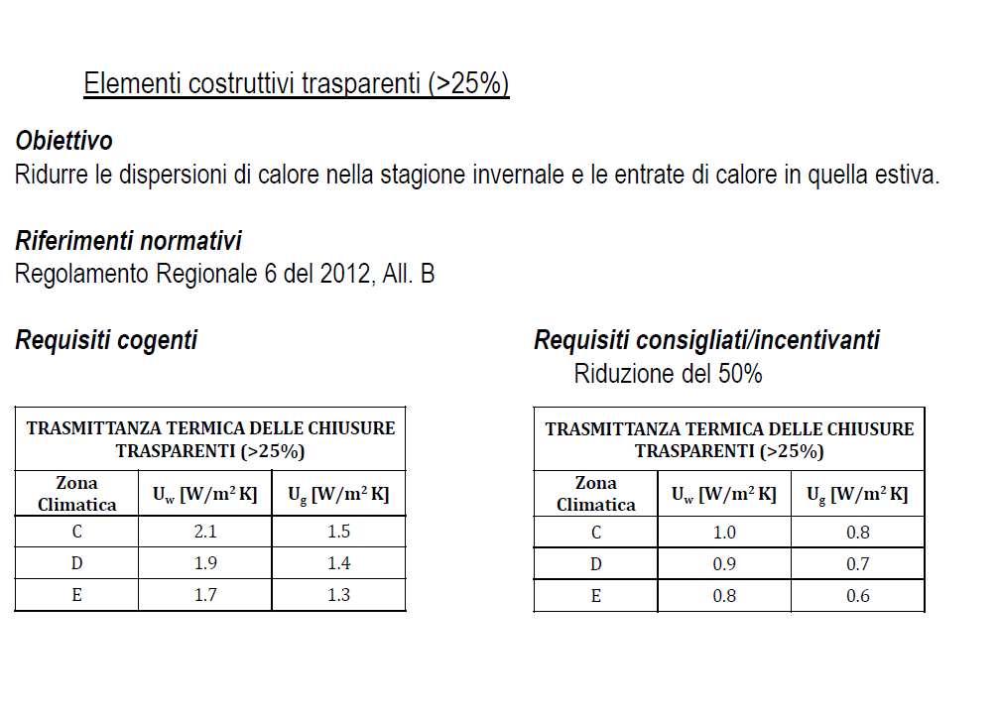 Elementi costruttivi trasparenti (>25%)
Obiettivo
Ridurre le dispersioni di calore nella stagione invernale e le entrate di calore in quella estiva.
Riferimenti normativi
Regolamento Regionale 6 del 2012, All. B
Requisiti cogenti
TRASMITTANZA TERMICA DELLE CHIUSURE
TRASPARENTI (>25%)
Zona
Climatica
Uw [W/m² K]
Ug [W/m² K]
C 2.1 1.5
D 1.9 1.4
E 1.7 1.3
Requisiti consigliati/incentivanti
Riduzione del 50%
TRASMITTANZA TERMICA DELLE CHIUSURE
TRASPARENTI (>25%)
Zona
Climatica
Uw [W/m² K]
Ug [W/m² K]
C 1.0 0.8
D 0.9 0.7
E 0.8 0.6